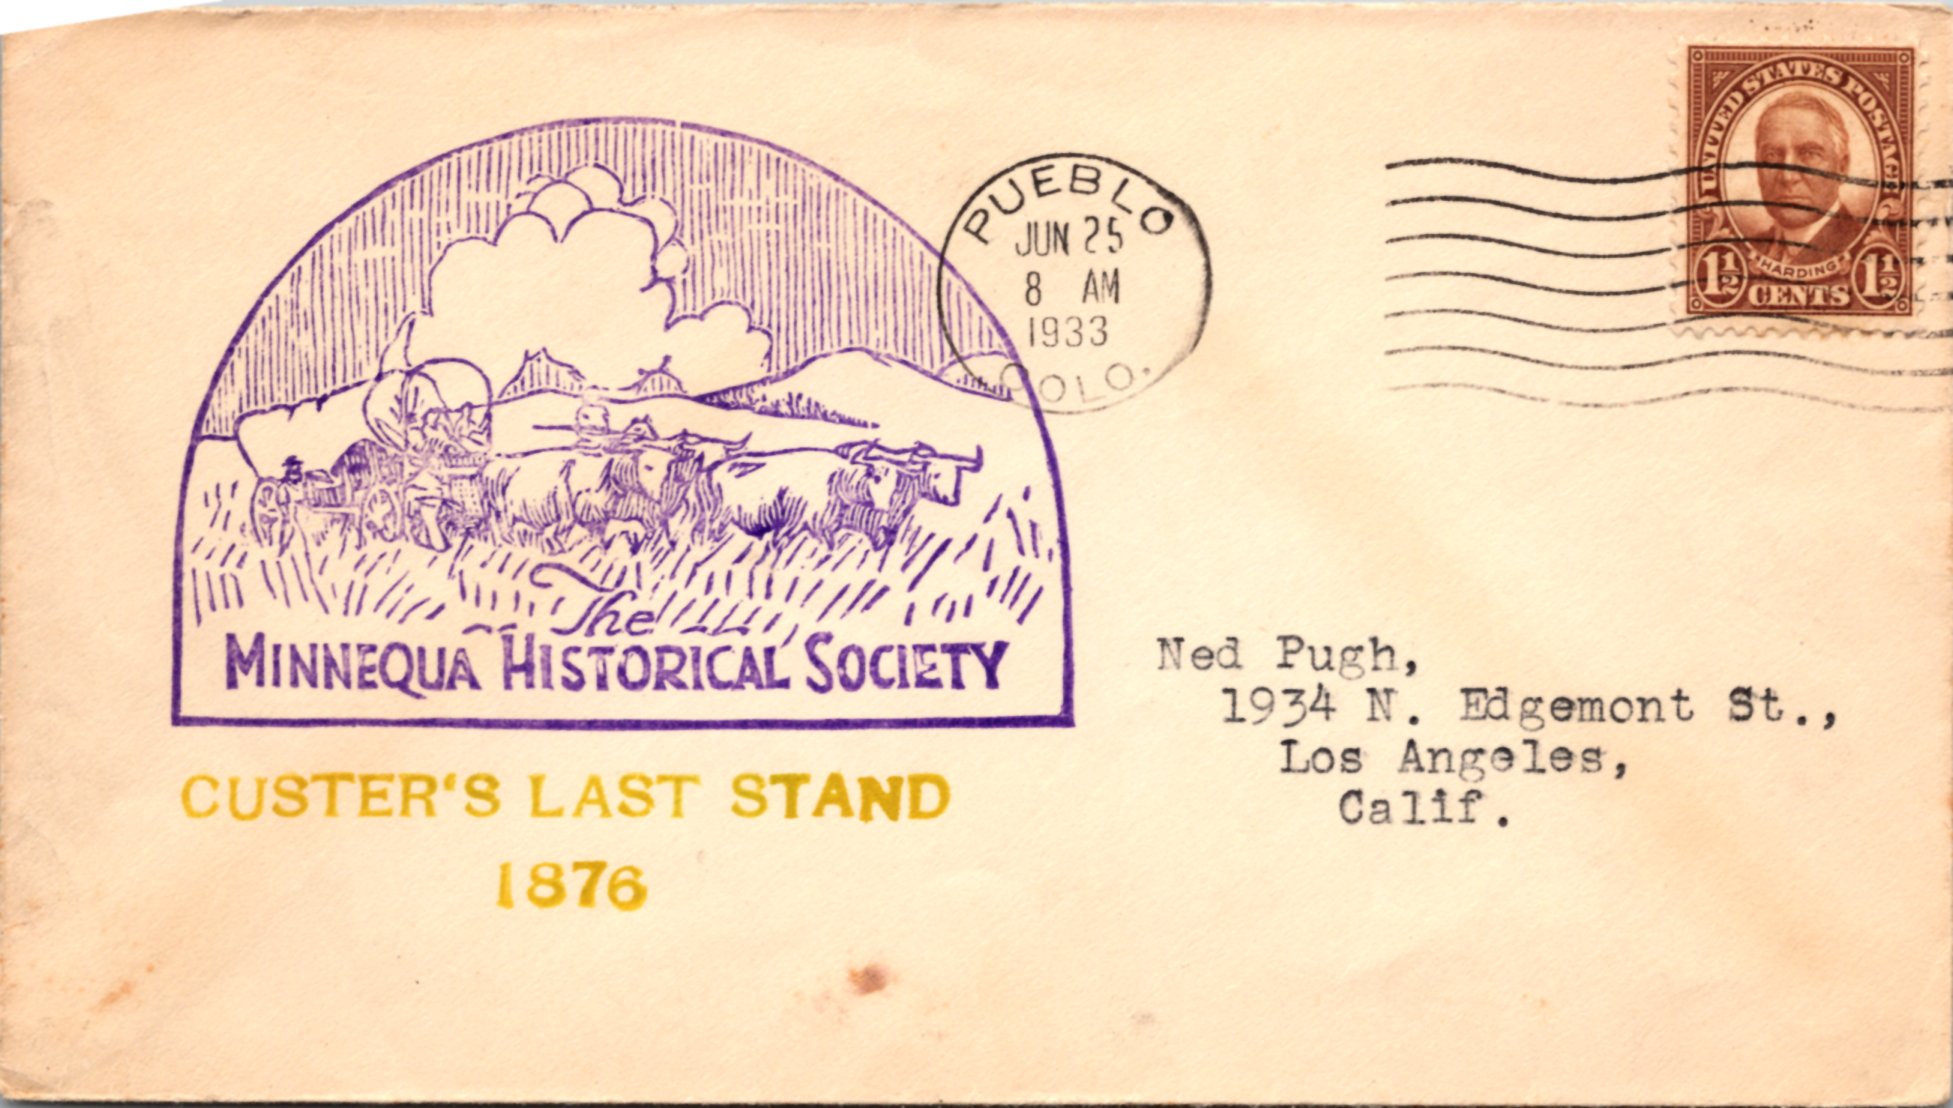 UNITED STATES POSTAGE
HARDING
1½ CENTS 1½
PUEBLO
JUN 25
8 AM
1933
COLO.
The
MINNEQUA HISTORICAL SOCIETY
CUSTER'S LAST STAND
1876
Ned Pugh,
1934 N. Edgemont St.,
Los Angeles,
Calif.